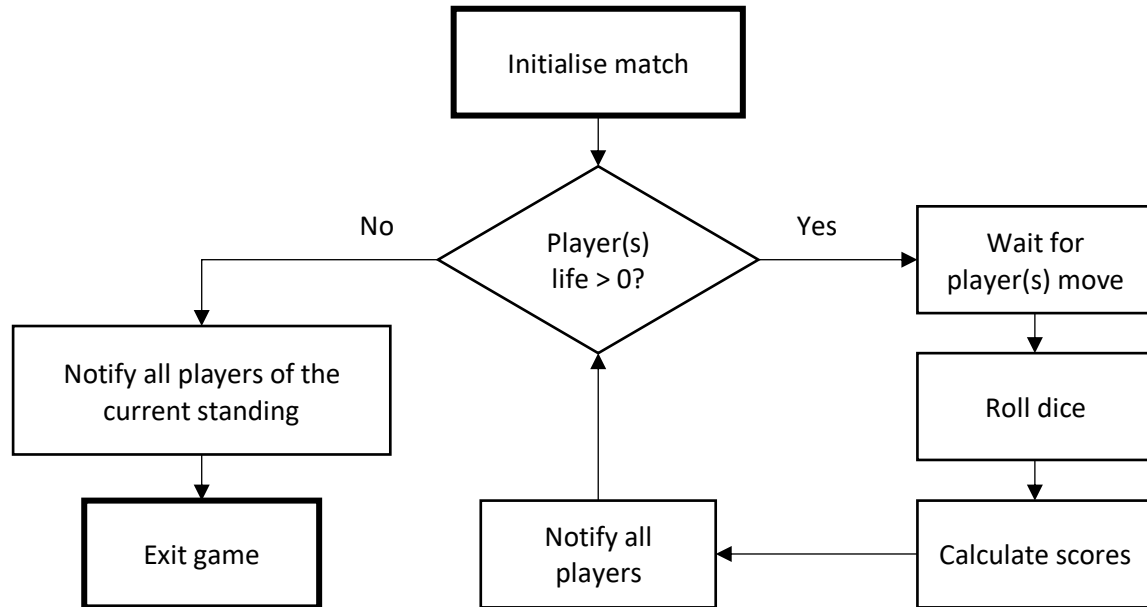 Initialise match
No
Yes
Player(s)
life > 0?
Wait for
player(s) move
Notify all players of the
current standing
Roll dice
Exit game
Notify all
players
Calculate scores